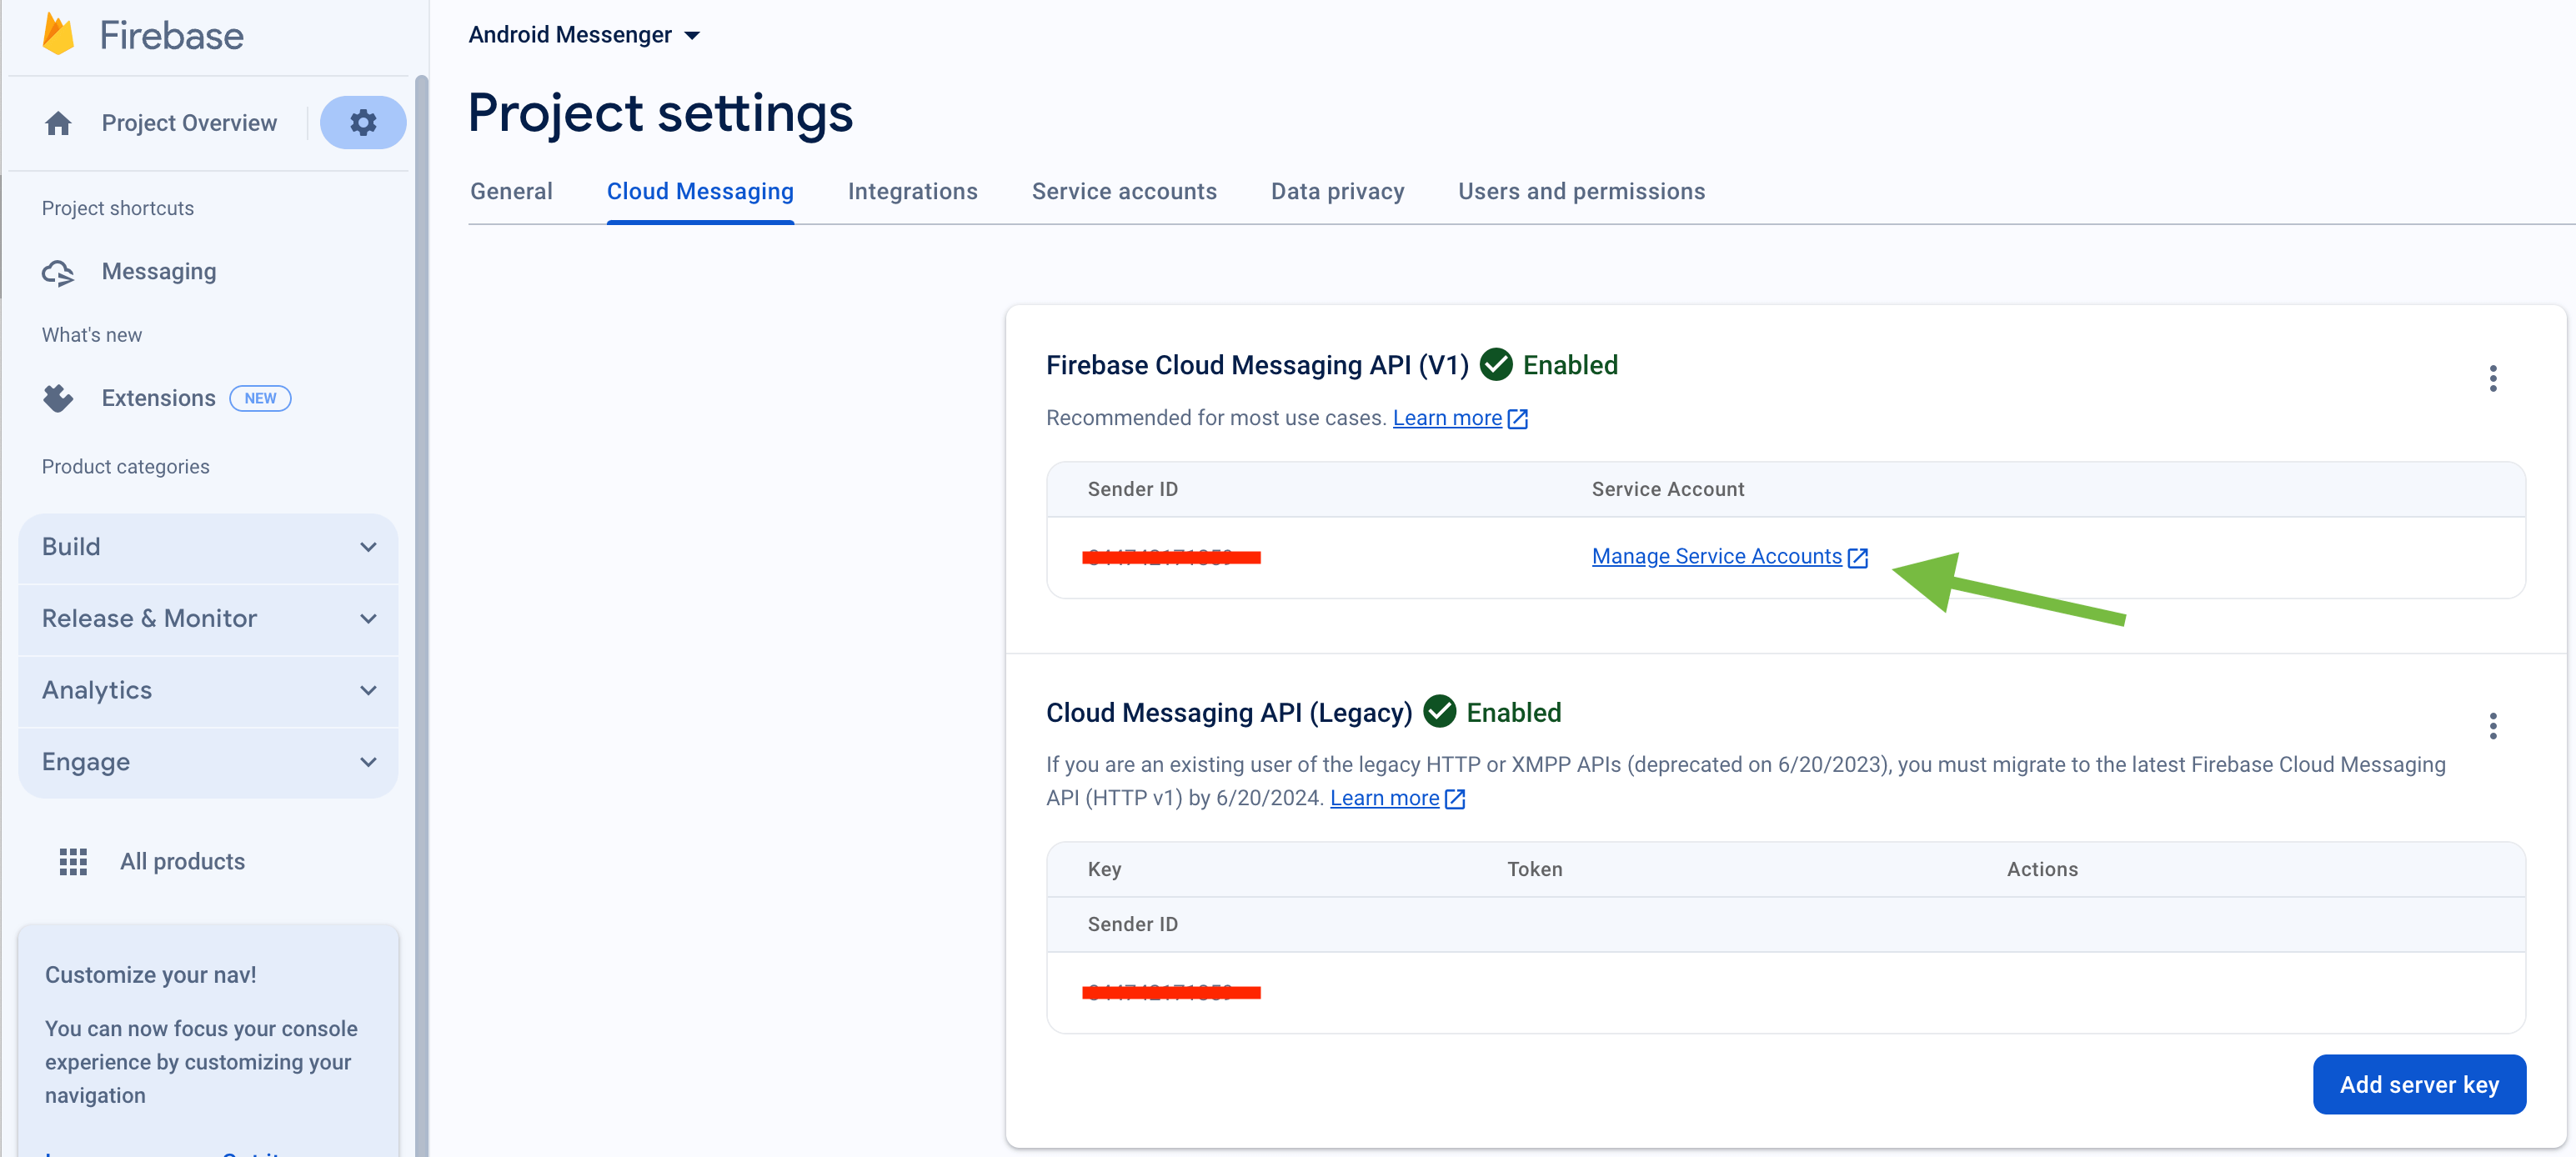 Firebase
Project Overview
Project shortcuts
Messaging
What's new
Extensions NEW
Product categories
Build
Release & Monitor
Analytics
Engage
All products
Customize your nav!
You can now focus your console
experience by customizing your
navigation
Android Messenger
Project settings
General Cloud Messaging Integrations Service accounts Data privacy Users and permissions
Firebase Cloud Messaging API (V1) Enabled
Recommended for most use cases. Learn more
Sender ID Service Account
Manage Service Accounts
Cloud Messaging API (Legacy) Enabled
If you are an existing user of the legacy HTTP or XMPP APIs (deprecated on 6/20/2023), you must migrate to the latest Firebase Cloud Messaging
API (HTTP v1) by 6/20/2024. Learn more
Key Token Actions
Sender ID
Add server key